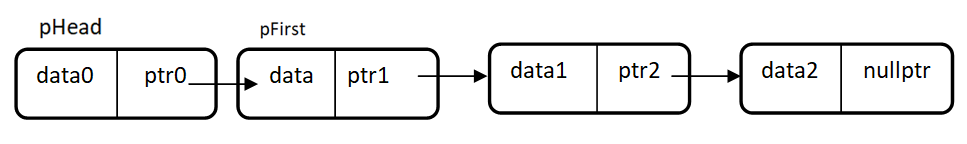 pHead
pFirst
data0 ptr0 data ptr1 data1 ptr2 data2 nullptr